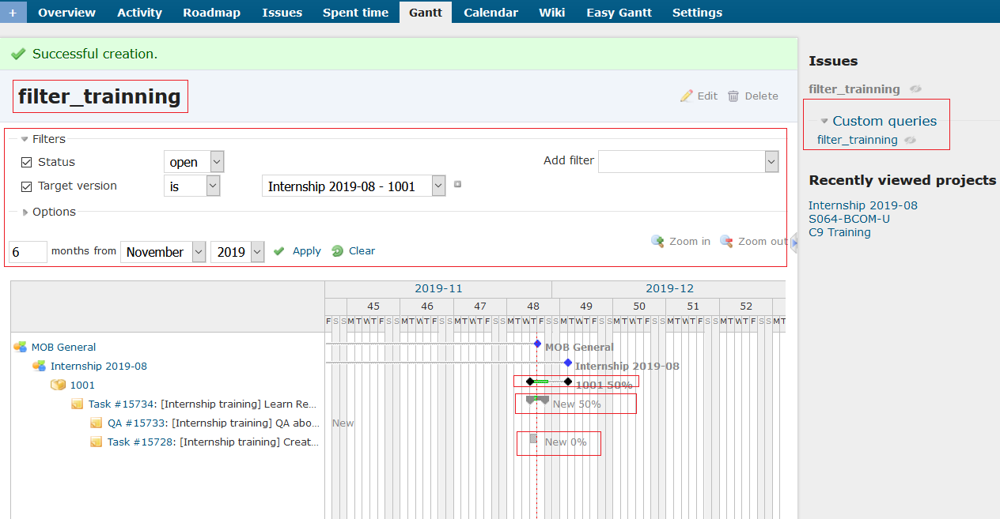 + Overview Activity Roadmap Issues Spent time Gantt Calendar Wiki Easy Gantt Settings
Successful creation.
filter_trainning
Edit Delete
Filters
Status open Add filter
Target version is Internship 2019-08 - 1001
Options
6 months from November 2019 Apply Clear
Zoom in Zoom out
2019-11 2019-12
45 46 47 48 49 50 51 52
F S S M T W T F S S M T W T F S S M T W T F S S M T W T F S S M T W T F S S M T W T F S S M T W T F S S M T W T F S S M T
MOB General MOB General
Internship 2019-08 Internship 2019-08
1001 1001 50%
Task #15734: [Internship training] Learn Re... New 50%
QA #15733: [Internship training] QA abo... New
Task #15728: [Internship training] Creat... New 0%
Issues
filter_trainning
Custom queries
filter_trainning
Recently viewed projects
Internship 2019-08
S064-BCOM-U
C9 Training